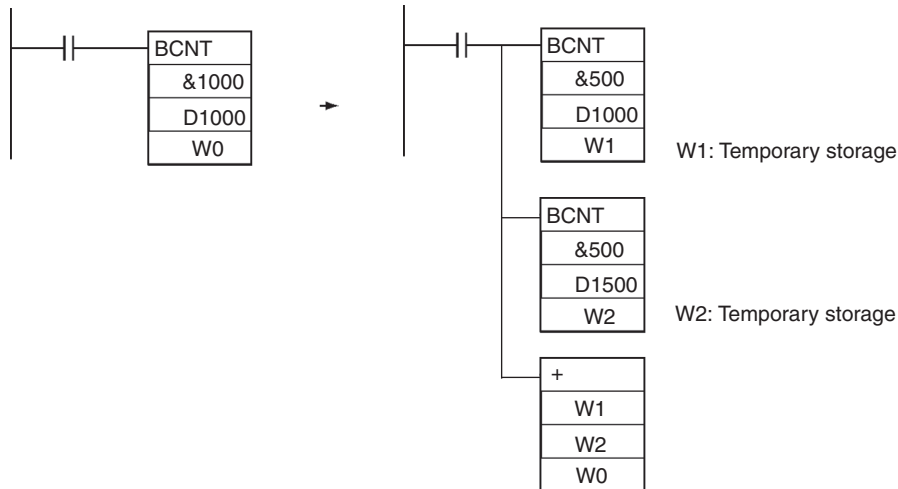 BCNT
&1000
D1000
W0
BCNT
&500
D1000
W1
W1: Temporary storage
BCNT
&500
D1500
W2
W2: Temporary storage
+
W1
W2
W0